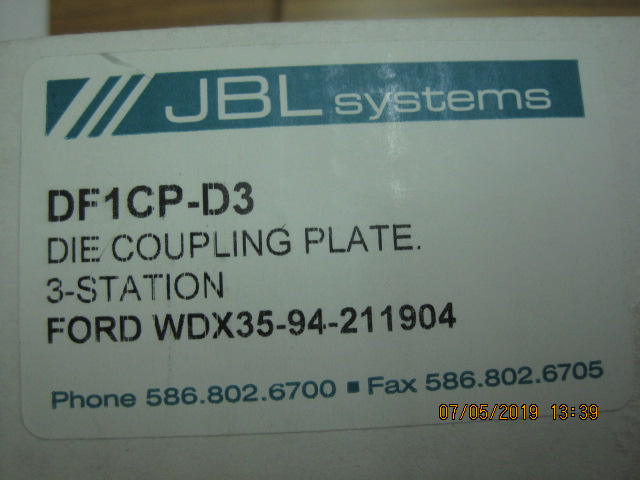 JBL systems
DF1CP-D3
DIE COUPLING PLATE.
3-STATION
FORD WDX35-94-211904
Phone 586.802.6700 ■ Fax 586.802.6705
07/05/2019 13:39